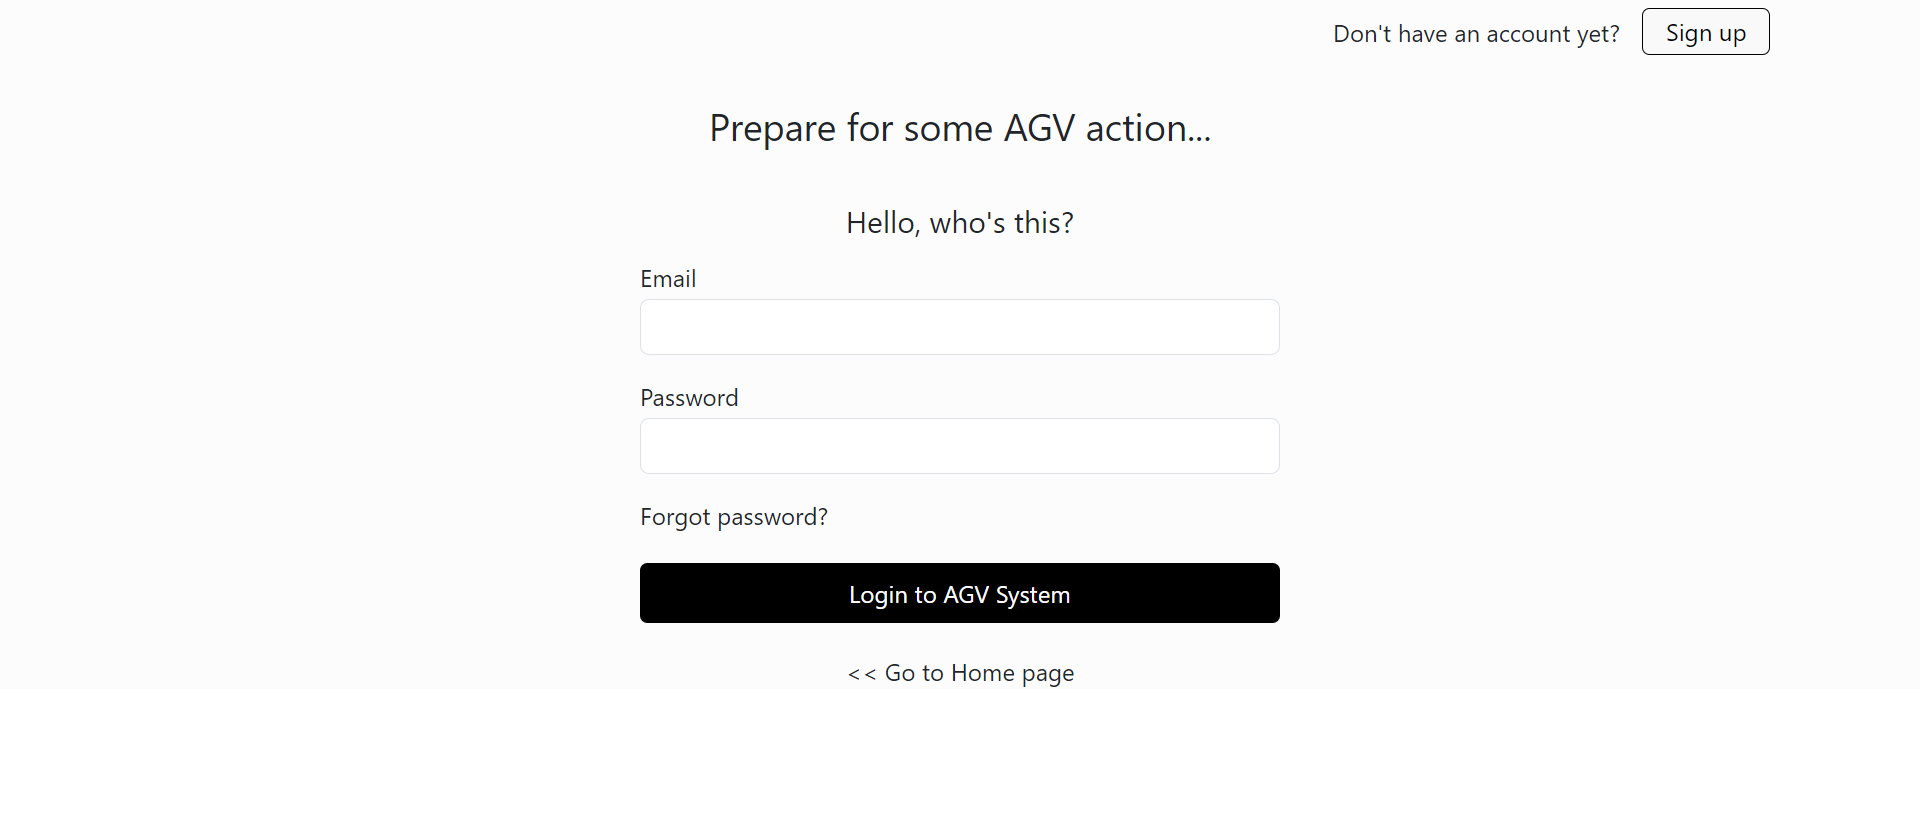 Don't have an account yet? Sign up
Prepare for some AGV action...
Hello, who's this?
Email
Password
Forgot password?
Login to AGV System
<< Go to Home page